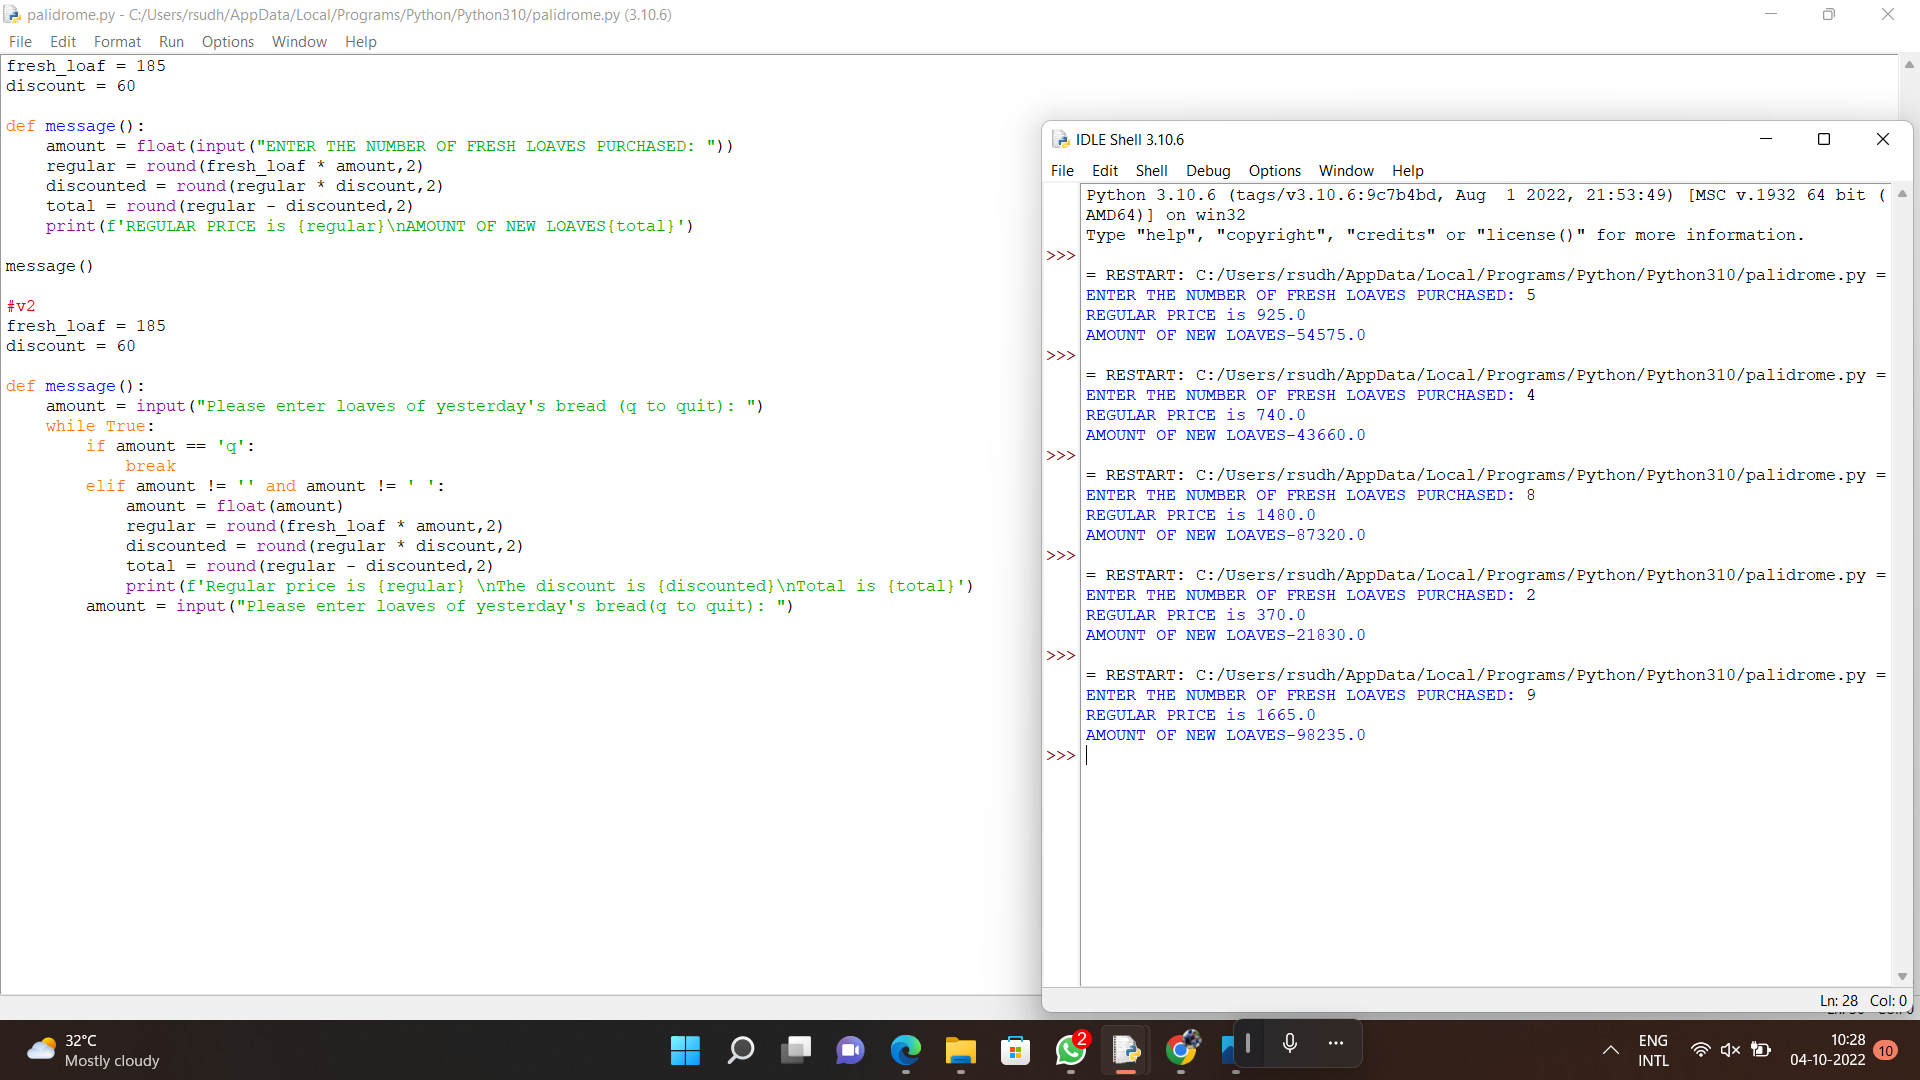 palidrome.py - C:/Users/rsudh/AppData/Local/Programs/Python/Python310/palidrome.py (3.10.6)
File Edit Format Run Options Window Help
fresh_loaf = 185
discount = 60
def message():
    amount = float(input("ENTER THE NUMBER OF FRESH LOAVES PURCHASED: "))
    regular = round(fresh_loaf * amount,2)
    discounted = round(regular * discount,2)
    total = round(regular - discounted,2)
    print(f'REGULAR PRICE is {regular}\nAMOUNT OF NEW LOAVES{total}')
message()
#v2
fresh_loaf = 185
discount = 60
def message():
    amount = input("Please enter loaves of yesterday's bread (q to quit): ")
    while True:
        if amount == 'q':
            break
        elif amount != '' and amount != ' ':
            amount = float(amount)
            regular = round(fresh_loaf * amount,2)
            discounted = round(regular * discount,2)
            total = round(regular - discounted,2)
            print(f'Regular price is {regular} \nThe discount is {discounted}\nTotal is {total}')
        amount = input("Please enter loaves of yesterday's bread(q to quit): ")
IDLE Shell 3.10.6
File Edit Shell Debug Options Window Help
Python 3.10.6 (tags/v3.10.6:9c7b4bd, Aug  1 2022, 21:53:49) [MSC v.1932 64 bit (
AMD64)] on win32
Type "help", "copyright", "credits" or "license()" for more information.
>>>
= RESTART: C:/Users/rsudh/AppData/Local/Programs/Python/Python310/palidrome.py =
ENTER THE NUMBER OF FRESH LOAVES PURCHASED: 5
REGULAR PRICE is 925.0
AMOUNT OF NEW LOAVES-54575.0
>>>
= RESTART: C:/Users/rsudh/AppData/Local/Programs/Python/Python310/palidrome.py =
ENTER THE NUMBER OF FRESH LOAVES PURCHASED: 4
REGULAR PRICE is 740.0
AMOUNT OF NEW LOAVES-43660.0
>>>
= RESTART: C:/Users/rsudh/AppData/Local/Programs/Python/Python310/palidrome.py =
ENTER THE NUMBER OF FRESH LOAVES PURCHASED: 8
REGULAR PRICE is 1480.0
AMOUNT OF NEW LOAVES-87320.0
>>>
= RESTART: C:/Users/rsudh/AppData/Local/Programs/Python/Python310/palidrome.py =
ENTER THE NUMBER OF FRESH LOAVES PURCHASED: 2
REGULAR PRICE is 370.0
AMOUNT OF NEW LOAVES-21830.0
>>>
= RESTART: C:/Users/rsudh/AppData/Local/Programs/Python/Python310/palidrome.py =
ENTER THE NUMBER OF FRESH LOAVES PURCHASED: 9
REGULAR PRICE is 1665.0
AMOUNT OF NEW LOAVES-98235.0
>>>
Ln: 28 Col: 0
32°C
Mostly cloudy
2
ENG
INTL
10:28
04-10-2022
10